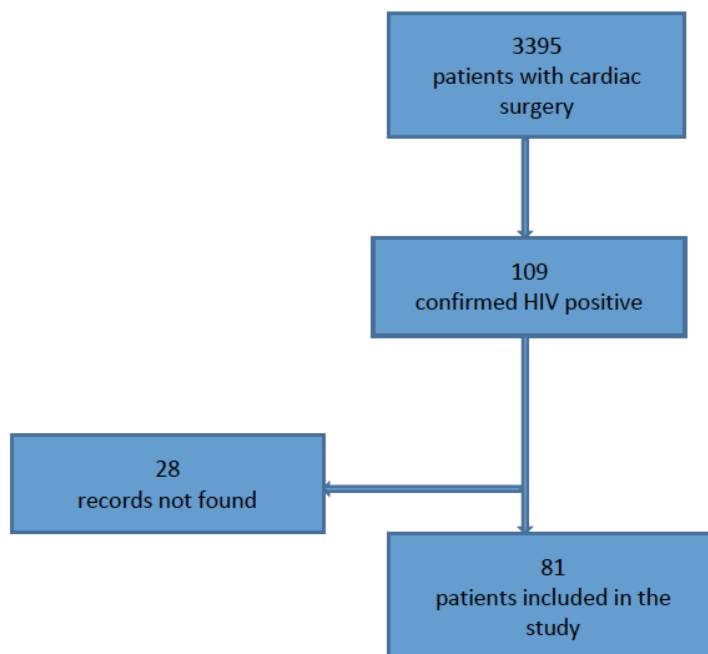 3395
patients with cardiac
surgery
109
confirmed HIV positive
28
records not found
81
patients included in the
study